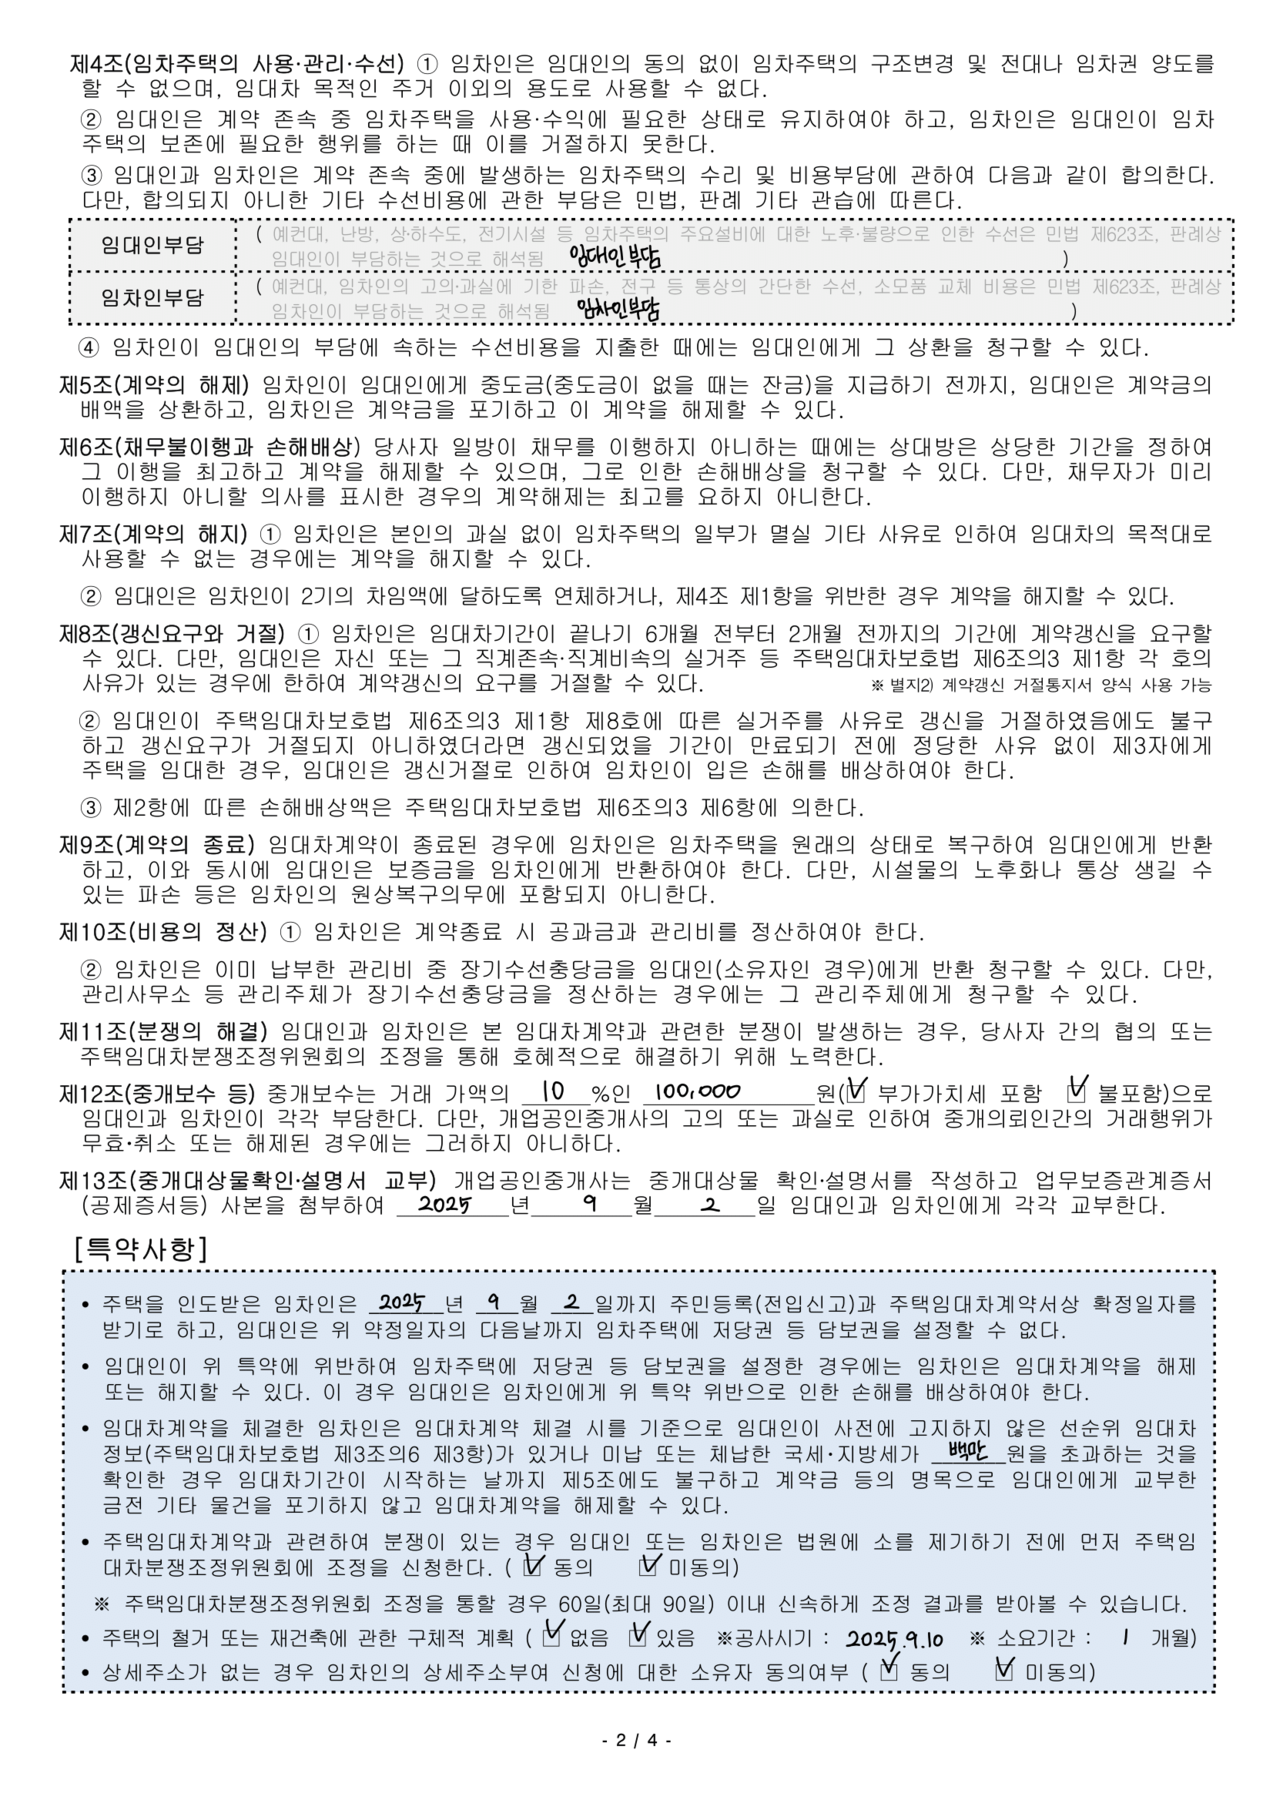 제4조(임차주택의 사용·관리·수선) ① 임차인은 임대인의 동의 없이 임차주택의 구조변경 및 전대나 임차권 양도를
할 수 없으며, 임대차 목적인 주거 이외의 용도로 사용할 수 없다.
② 임대인은 계약 존속 중 임차주택을 사용·수익에 필요한 상태로 유지하여야 하고, 임차인은 임대인이 임차
주택의 보존에 필요한 행위를 하는 때 이를 거절하지 못한다.
③ 임대인과 임차인은 계약 존속 중에 발생하는 임차주택의 수리 및 비용부담에 관하여 다음과 같이 합의한다.
다만, 합의되지 아니한 기타 수선비용에 관한 부담은 민법, 판례 기타 관습에 따른다.
임대인부담 ( 예컨대, 난방, 상·하수도, 전기시설 등 임차주택의 주요설비에 대한 노후·불량으로 인한 수선은 민법 제623조, 판례상
임대인이 부담하는 것으로 해석됨 임대인부담 )
임차인부담 ( 예컨대, 임차인의 고의·과실에 기한 파손, 전구 등 통상의 간단한 수선, 소모품 교체 비용은 민법 제623조, 판례상
임차인이 부담하는 것으로 해석됨 임차인부담 )
④ 임차인이 임대인의 부담에 속하는 수선비용을 지출한 때에는 임대인에게 그 상환을 청구할 수 있다.
제5조(계약의 해제) 임차인이 임대인에게 중도금(중도금이 없을 때는 잔금)을 지급하기 전까지, 임대인은 계약금의
배액을 상환하고, 임차인은 계약금을 포기하고 이 계약을 해제할 수 있다.
제6조(채무불이행과 손해배상) 당사자 일방이 채무를 이행하지 아니하는 때에는 상대방은 상당한 기간을 정하여
그 이행을 최고하고 계약을 해제할 수 있으며, 그로 인한 손해배상을 청구할 수 있다. 다만, 채무자가 미리
이행하지 아니할 의사를 표시한 경우의 계약해제는 최고를 요하지 아니한다.
제7조(계약의 해지) ① 임차인은 본인의 과실 없이 임차주택의 일부가 멸실 기타 사유로 인하여 임대차의 목적대로
사용할 수 없는 경우에는 계약을 해지할 수 있다.
② 임대인은 임차인이 2기의 차임액에 달하도록 연체하거나, 제4조 제1항을 위반한 경우 계약을 해지할 수 있다.
제8조(갱신요구와 거절) ① 임차인은 임대차기간이 끝나기 6개월 전부터 2개월 전까지의 기간에 계약갱신을 요구할
수 있다. 다만, 임대인은 자신 또는 그 직계존속·직계비속의 실거주 등 주택임대차보호법 제6조의3 제1항 각 호의
사유가 있는 경우에 한하여 계약갱신의 요구를 거절할 수 있다. ※ 별지2) 계약갱신 거절통지서 양식 사용 가능
② 임대인이 주택임대차보호법 제6조의3 제1항 제8호에 따른 실거주를 사유로 갱신을 거절하였음에도 불구
하고 갱신요구가 거절되지 아니하였더라면 갱신되었을 기간이 만료되기 전에 정당한 사유 없이 제3자에게
주택을 임대한 경우, 임대인은 갱신거절로 인하여 임차인이 입은 손해를 배상하여야 한다.
③ 제2항에 따른 손해배상액은 주택임대차보호법 제6조의3 제6항에 의한다.
제9조(계약의 종료) 임대차계약이 종료된 경우에 임차인은 임차주택을 원래의 상태로 복구하여 임대인에게 반환
하고, 이와 동시에 임대인은 보증금을 임차인에게 반환하여야 한다. 다만, 시설물의 노후화나 통상 생길 수
있는 파손 등은 임차인의 원상복구의무에 포함되지 아니한다.
제10조(비용의 정산) ① 임차인은 계약종료 시 공과금과 관리비를 정산하여야 한다.
② 임차인은 이미 납부한 관리비 중 장기수선충당금을 임대인(소유자인 경우)에게 반환 청구할 수 있다. 다만,
관리사무소 등 관리주체가 장기수선충당금을 정산하는 경우에는 그 관리주체에게 청구할 수 있다.
제11조(분쟁의 해결) 임대인과 임차인은 본 임대차계약과 관련한 분쟁이 발생하는 경우, 당사자 간의 협의 또는
주택임대차분쟁조정위원회의 조정을 통해 호혜적으로 해결하기 위해 노력한다.
제12조(중개보수 등) 중개보수는 거래 가액의 10 %인 100,000 원(☑ 부가가치세 포함 ☑ 불포함)으로
임대인과 임차인이 각각 부담한다. 다만, 개업공인중개사의 고의 또는 과실로 인하여 중개의뢰인간의 거래행위가
무효·취소 또는 해제된 경우에는 그러하지 아니하다.
제13조(중개대상물확인·설명서 교부) 개업공인중개사는 중개대상물 확인·설명서를 작성하고 업무보증관계증서
(공제증서등) 사본을 첨부하여 2025 년 9 월 2 일 임대인과 임차인에게 각각 교부한다.
[특약사항]
• 주택을 인도받은 임차인은 2025 년 9 월 2 일까지 주민등록(전입신고)과 주택임대차계약서상 확정일자를
받기로 하고, 임대인은 위 약정일자의 다음날까지 임차주택에 저당권 등 담보권을 설정할 수 없다.
• 임대인이 위 특약에 위반하여 임차주택에 저당권 등 담보권을 설정한 경우에는 임차인은 임대차계약을 해제
또는 해지할 수 있다. 이 경우 임대인은 임차인에게 위 특약 위반으로 인한 손해를 배상하여야 한다.
• 임대차계약을 체결한 임차인은 임대차계약 체결 시를 기준으로 임대인이 사전에 고지하지 않은 선순위 임대차
정보(주택임대차보호법 제3조의6 제3항)가 있거나 미납 또는 체납한 국세·지방세가 백만 원을 초과하는 것을
확인한 경우 임대차기간이 시작하는 날까지 제5조에도 불구하고 계약금 등의 명목으로 임대인에게 교부한
금전 기타 물건을 포기하지 않고 임대차계약을 해제할 수 있다.
• 주택임대차계약과 관련하여 분쟁이 있는 경우 임대인 또는 임차인은 법원에 소를 제기하기 전에 먼저 주택임
대차분쟁조정위원회에 조정을 신청한다. ( ☑ 동의 ☑ 미동의)
※ 주택임대차분쟁조정위원회 조정을 통할 경우 60일(최대 90일) 이내 신속하게 조정 결과를 받아볼 수 있습니다.
• 주택의 철거 또는 재건축에 관한 구체적 계획 ( ☑ 없음 ☑ 있음 ※공사시기 : 2025.9.10 ※ 소요기간 : 1 개월)
• 상세주소가 없는 경우 임차인의 상세주소부여 신청에 대한 소유자 동의여부 ( ☑ 동의 ☑ 미동의)
- 2 / 4 -